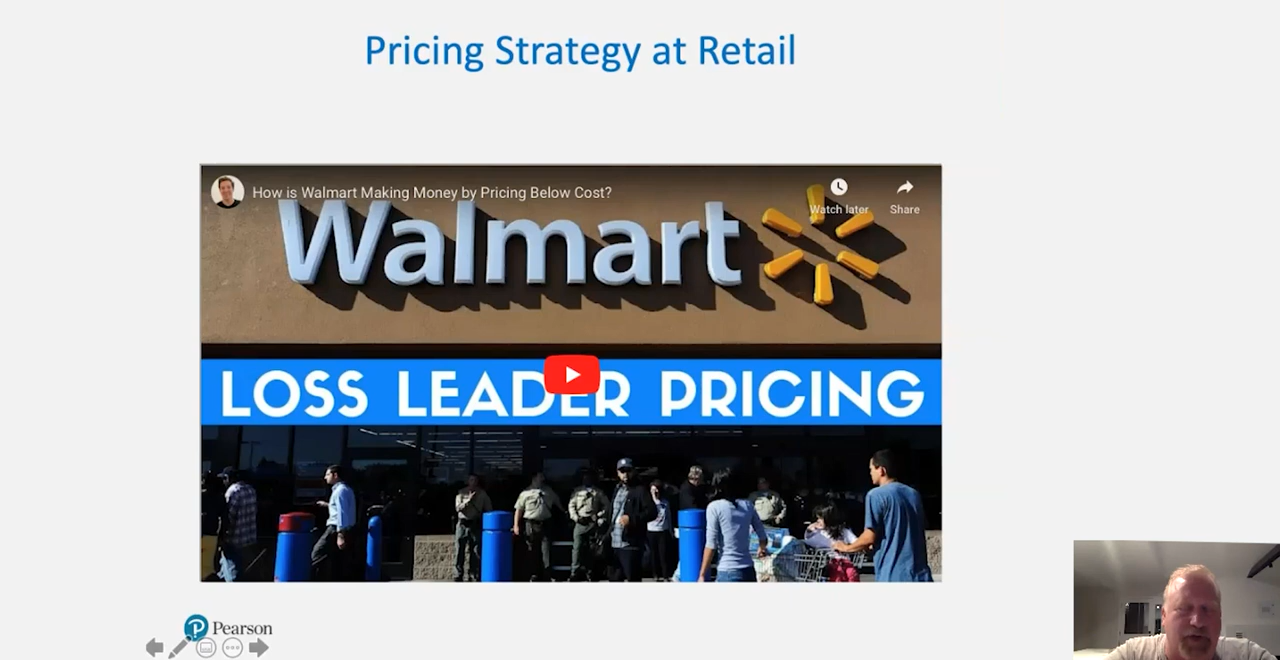 Pricing Strategy at Retail
How is Walmart Making Money by Pricing Below Cost?
Watch later
Share
Walmart
LOSS LEADER PRICING
Pearson